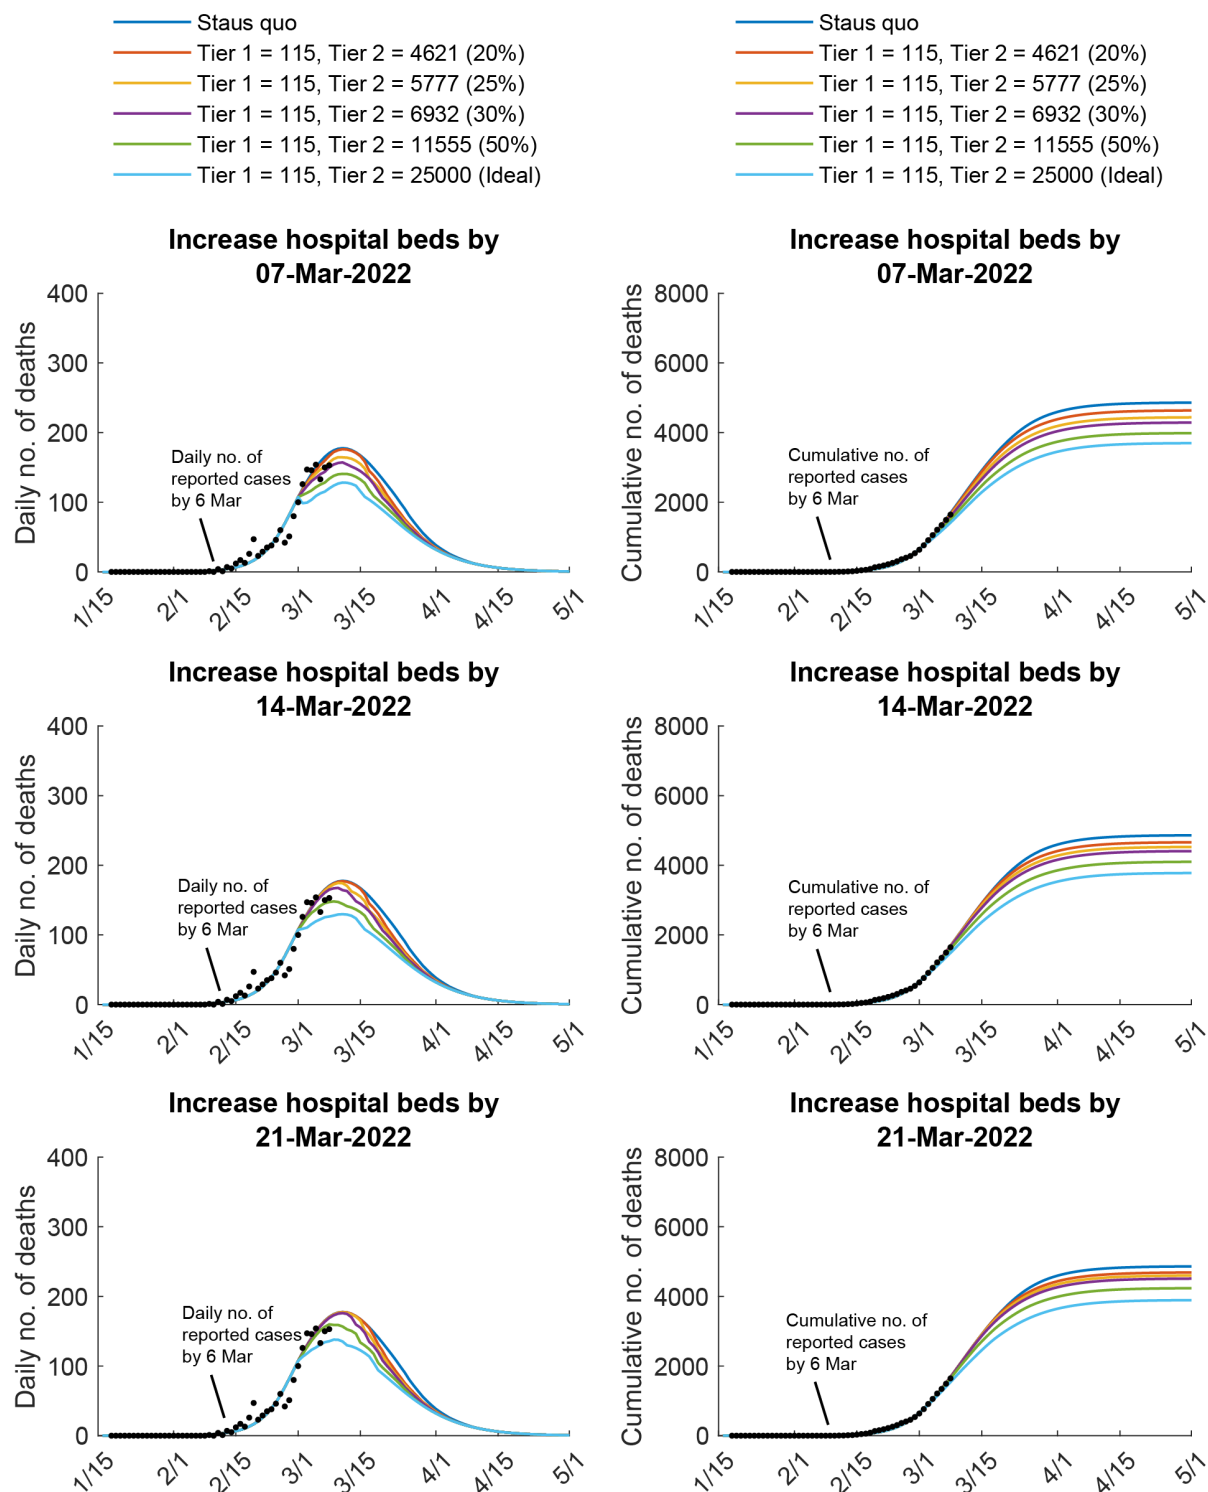 Staus quo
Tier 1 = 115, Tier 2 = 4621 (20%)
Tier 1 = 115, Tier 2 = 5777 (25%)
Tier 1 = 115, Tier 2 = 6932 (30%)
Tier 1 = 115, Tier 2 = 11555 (50%)
Tier 1 = 115, Tier 2 = 25000 (Ideal)
Staus quo
Tier 1 = 115, Tier 2 = 4621 (20%)
Tier 1 = 115, Tier 2 = 5777 (25%)
Tier 1 = 115, Tier 2 = 6932 (30%)
Tier 1 = 115, Tier 2 = 11555 (50%)
Tier 1 = 115, Tier 2 = 25000 (Ideal)
Increase hospital beds by
07-Mar-2022
Daily no. of deaths
400
300
200
100
0
Daily no. of
reported cases
by 6 Mar
1/15
2/1
2/15
3/1
3/15
4/1
4/15
5/1
Increase hospital beds by
07-Mar-2022
Cumulative no. of deaths
8000
6000
4000
2000
0
Cumulative no. of
reported cases
by 6 Mar
1/15
2/1
2/15
3/1
3/15
4/1
4/15
5/1
Increase hospital beds by
14-Mar-2022
Daily no. of deaths
400
300
200
100
0
Daily no. of
reported cases
by 6 Mar
1/15
2/1
2/15
3/1
3/15
4/1
4/15
5/1
Increase hospital beds by
14-Mar-2022
Cumulative no. of deaths
8000
6000
4000
2000
0
Cumulative no. of
reported cases
by 6 Mar
1/15
2/1
2/15
3/1
3/15
4/1
4/15
5/1
Increase hospital beds by
21-Mar-2022
Daily no. of deaths
400
300
200
100
0
Daily no. of
reported cases
by 6 Mar
1/15
2/1
2/15
3/1
3/15
4/1
4/15
5/1
Increase hospital beds by
21-Mar-2022
Cumulative no. of deaths
8000
6000
4000
2000
0
Cumulative no. of
reported cases
by 6 Mar
1/15
2/1
2/15
3/1
3/15
4/1
4/15
5/1